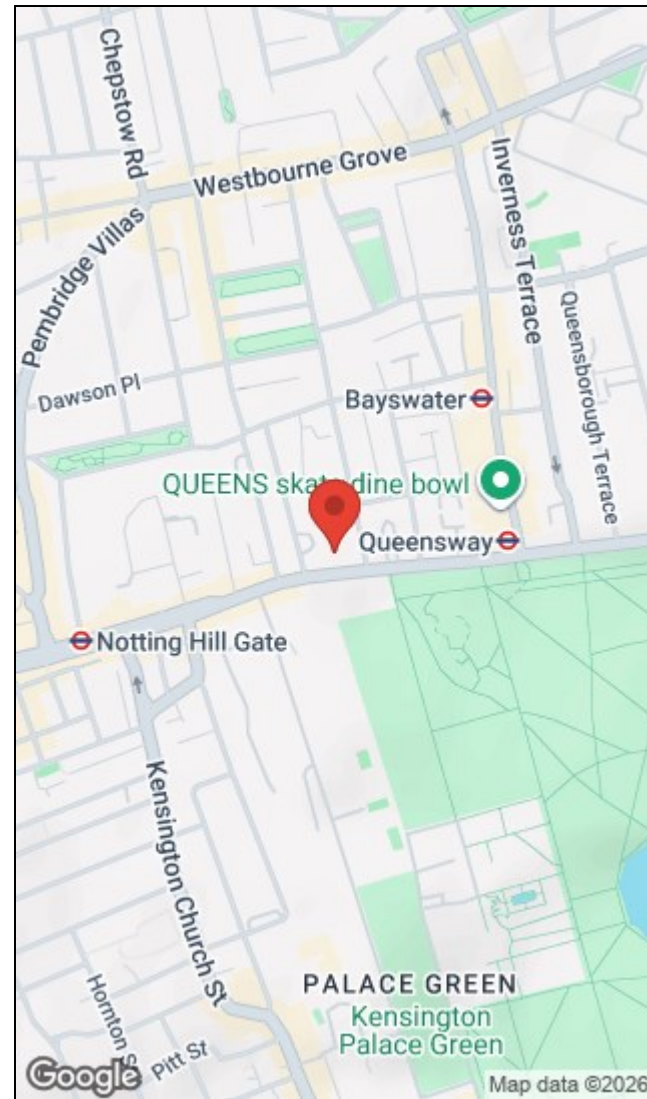 Chepstow Rd
Westbourne Grove
Inverness Terrace
Pembridge Villas
Queensborough Terrace
Dawson Pl
Bayswater
QUEENS skate dine bowl
Queensway
Notting Hill Gate
Kensington Church St
PALACE GREEN
Kensington
Palace Green
Hornton S
Pitt St
Google
Map data ©2026